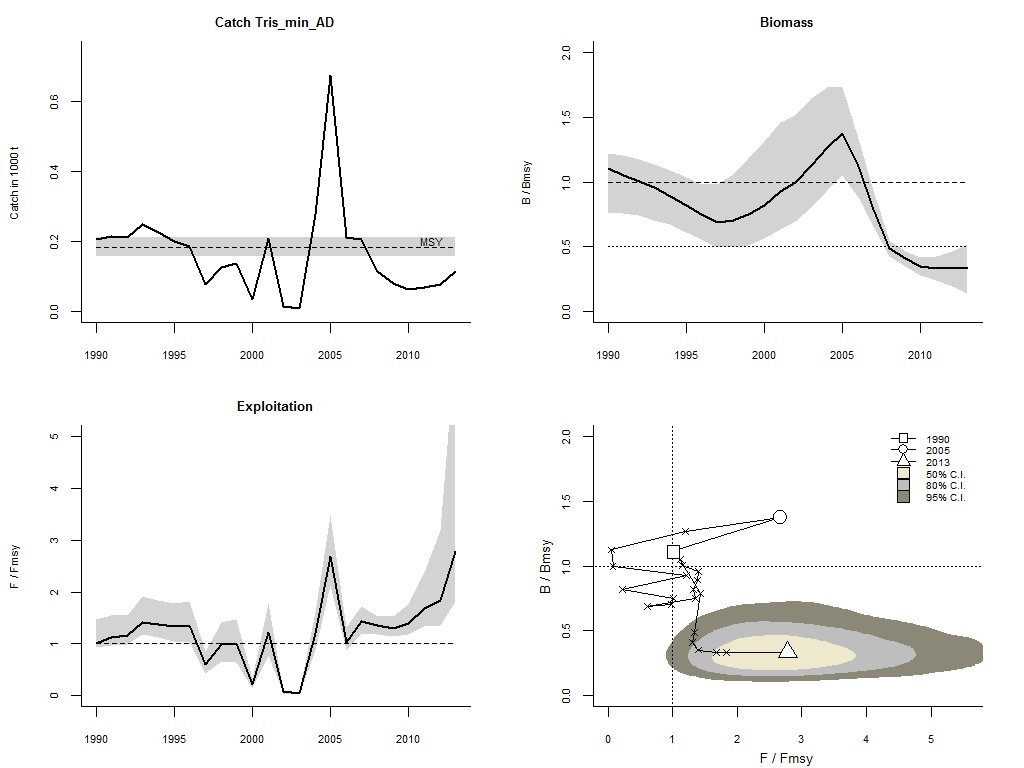 Catch Tris_min_AD
Catch in 1000 t
0.0 0.2 0.4 0.6
MSY
1990 1995 2000 2005 2010
Biomass
B / Bmsy
0.0 0.5 1.0 1.5 2.0
1990 1995 2000 2005 2010
Exploitation
F / Fmsy
0 1 2 3 4 5
1990 1995 2000 2005 2010
B / Bmsy
0.0 0.5 1.0 1.5 2.0
1990
2005
2013
50% C.I.
80% C.I.
95% C.I.
0 1 2 3 4 5
F / Fmsy